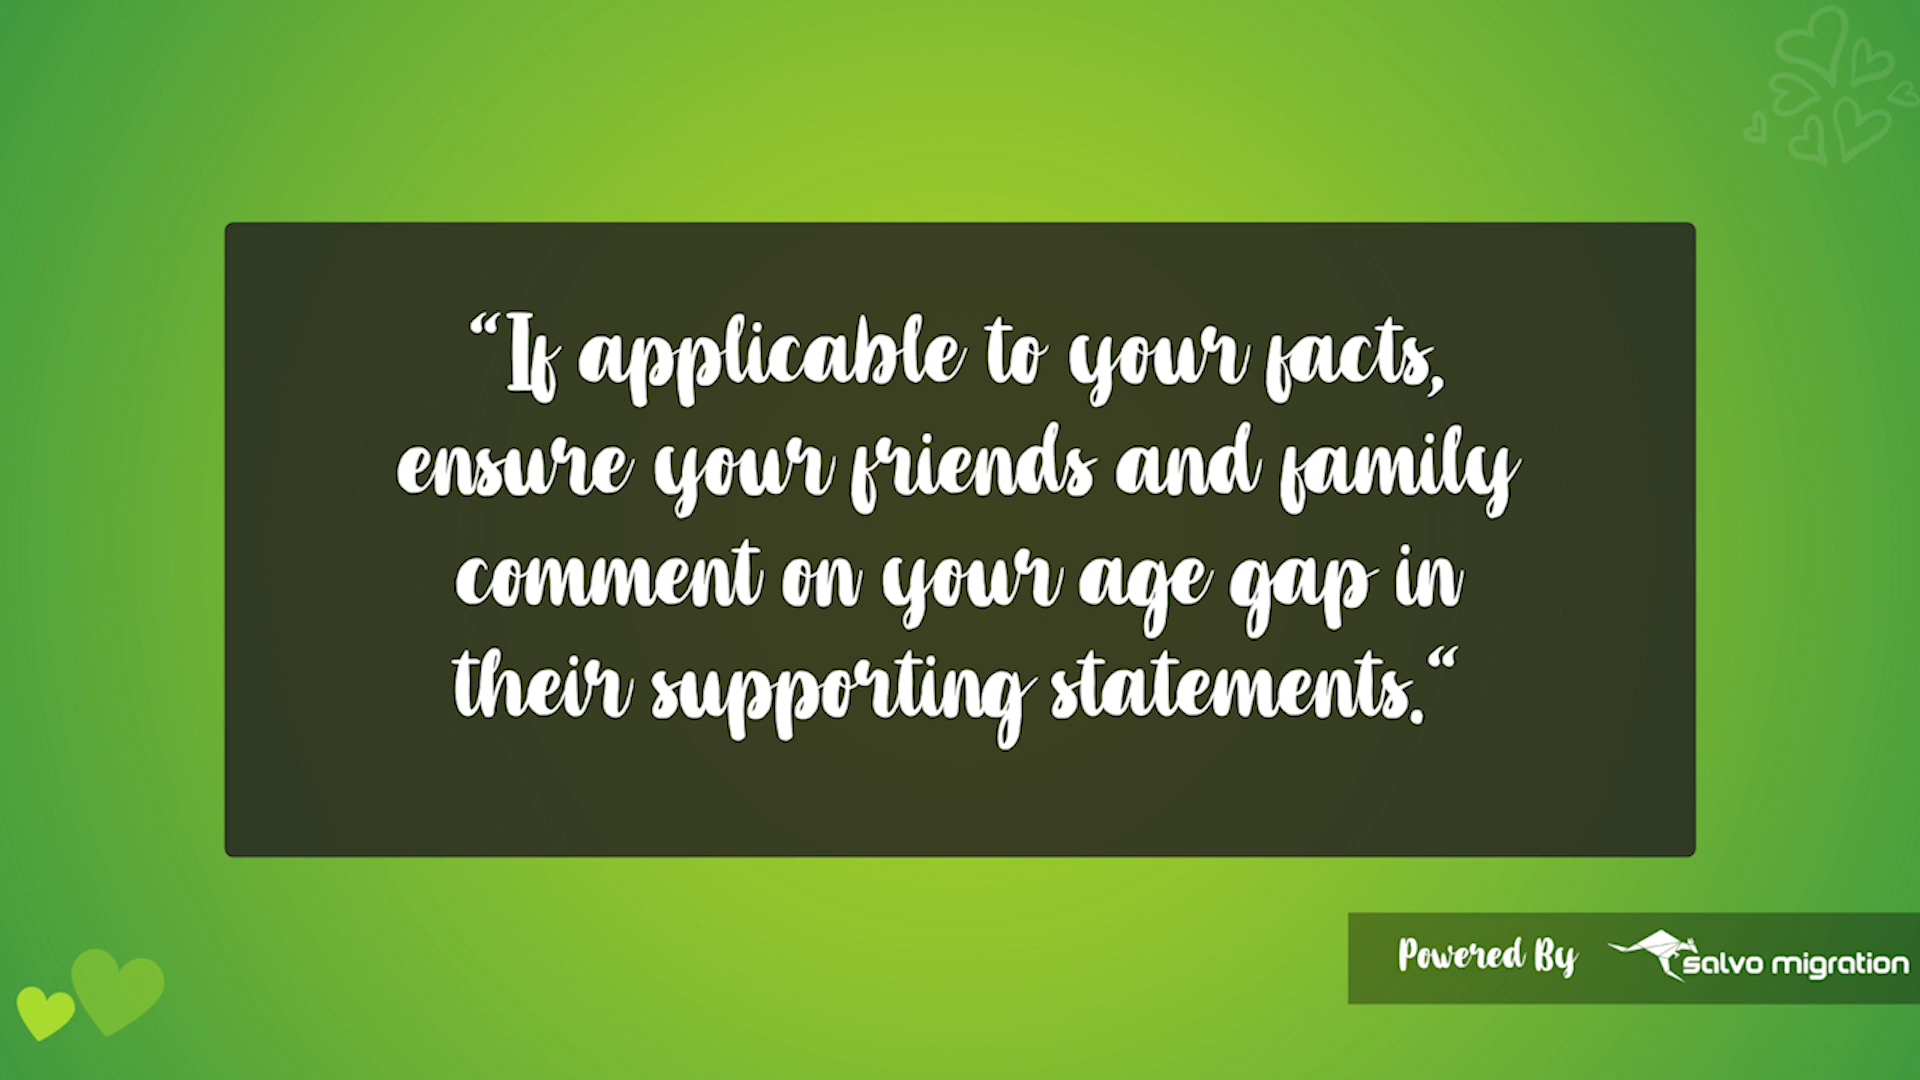 “If applicable to your facts,
ensure your friends and family
comment on your age gap in
their supporting statements.“
Powered By salvo migration